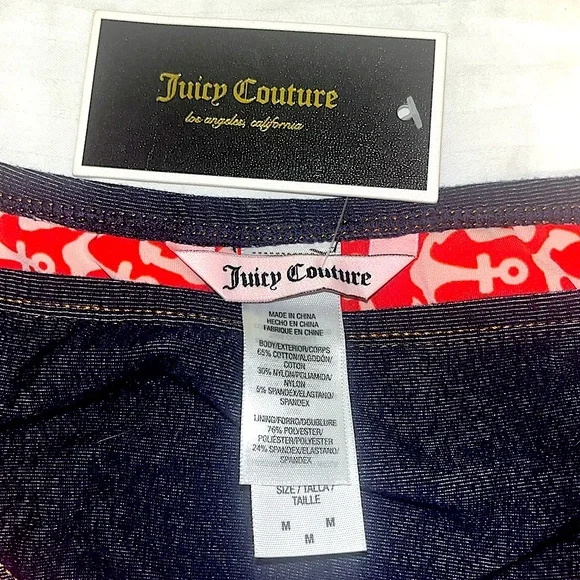 Juicy Couture
los angeles, california
Juicy Couture
MADE IN CHINA
HECHO EN CHINA
FABRIQUE EN CHINE
BODY/EXTERIOR/CORPS
65% COTTON/ALGODÓN/
COTON
30% NYLON/POLIAMIDA/
NYLON
5% SPANDEX/ELASTANO/
SPANDEX
LINING/FORRO/DOUBLURE
76% POLYESTER/
POLIÉSTER/POLYESTER
24% SPANDEX/ELASTANO/
SPANDEX
SIZE / TALLA /
TAILLE
M M
M